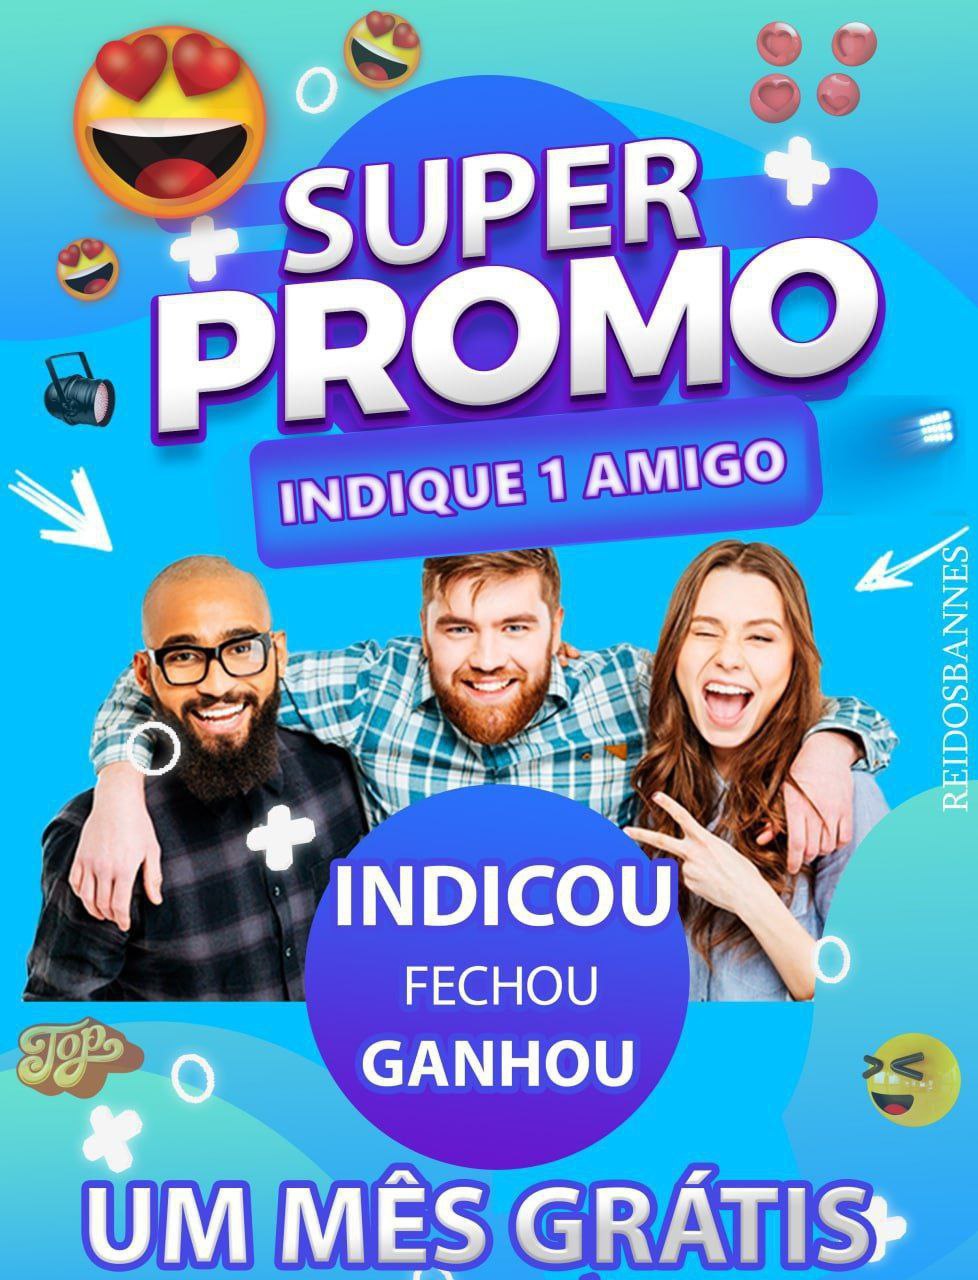 SUPER
PROMO
INDIQUE 1 AMIGO
REIDOSBANNES
INDICOU
FECHOU
GANHOU
Top
UM MÊS GRÁTIS